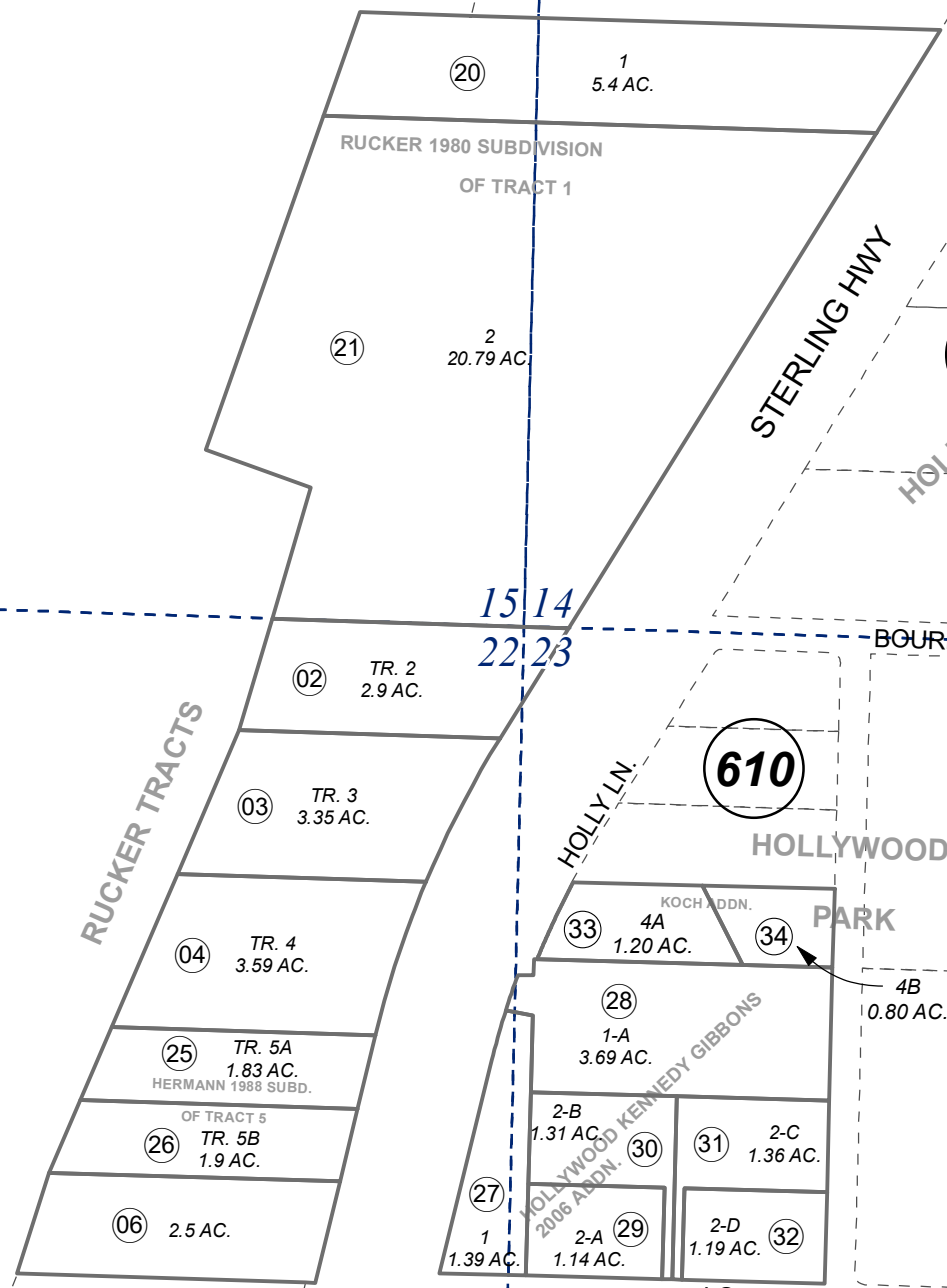 20
1
5.4 AC.
RUCKER 1980 SUBDIVISION
OF TRACT 1
STERLING HWY
21
2
20.79 AC.
HOL
15 14
22 23
BOUR
02
TR. 2
2.9 AC.
RUCKER TRACTS
03
TR. 3
3.35 AC.
610
HOLLY LN.
HOLLYWOOD
PARK
KOCH ADDN.
33
4A
1.20 AC.
34
4B
0.80 AC.
04
TR. 4
3.59 AC.
28
1-A
3.69 AC.
25
TR. 5A
1.83 AC.
HERMANN 1988 SUBD.
OF TRACT 5
26
TR. 5B
1.9 AC.
HOLLYWOOD KENNEDY GIBBONS
2006 ADDN.
2-B
1.31 AC.
30
31
2-C
1.36 AC.
27
1
1.39 AC.
06
2.5 AC.
2-A
1.14 AC.
29
2-D
1.19 AC.
32